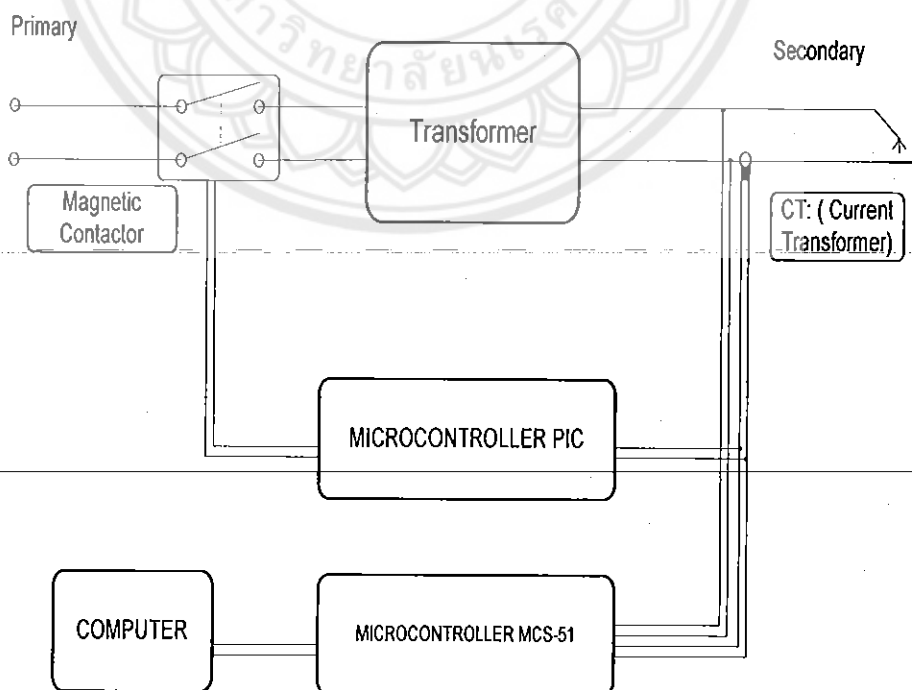 Primary
Secondary
Transformer
Magnetic
Contactor
CT: ( Current
Transformer)
MICROCONTROLLER PIC
COMPUTER
MICROCONTROLLER MCS-51